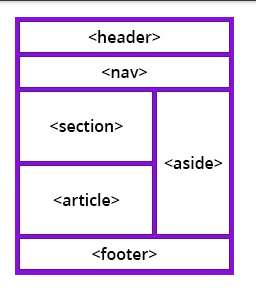 <header>
<nav>
<section>
<aside>
<article>
<footer>